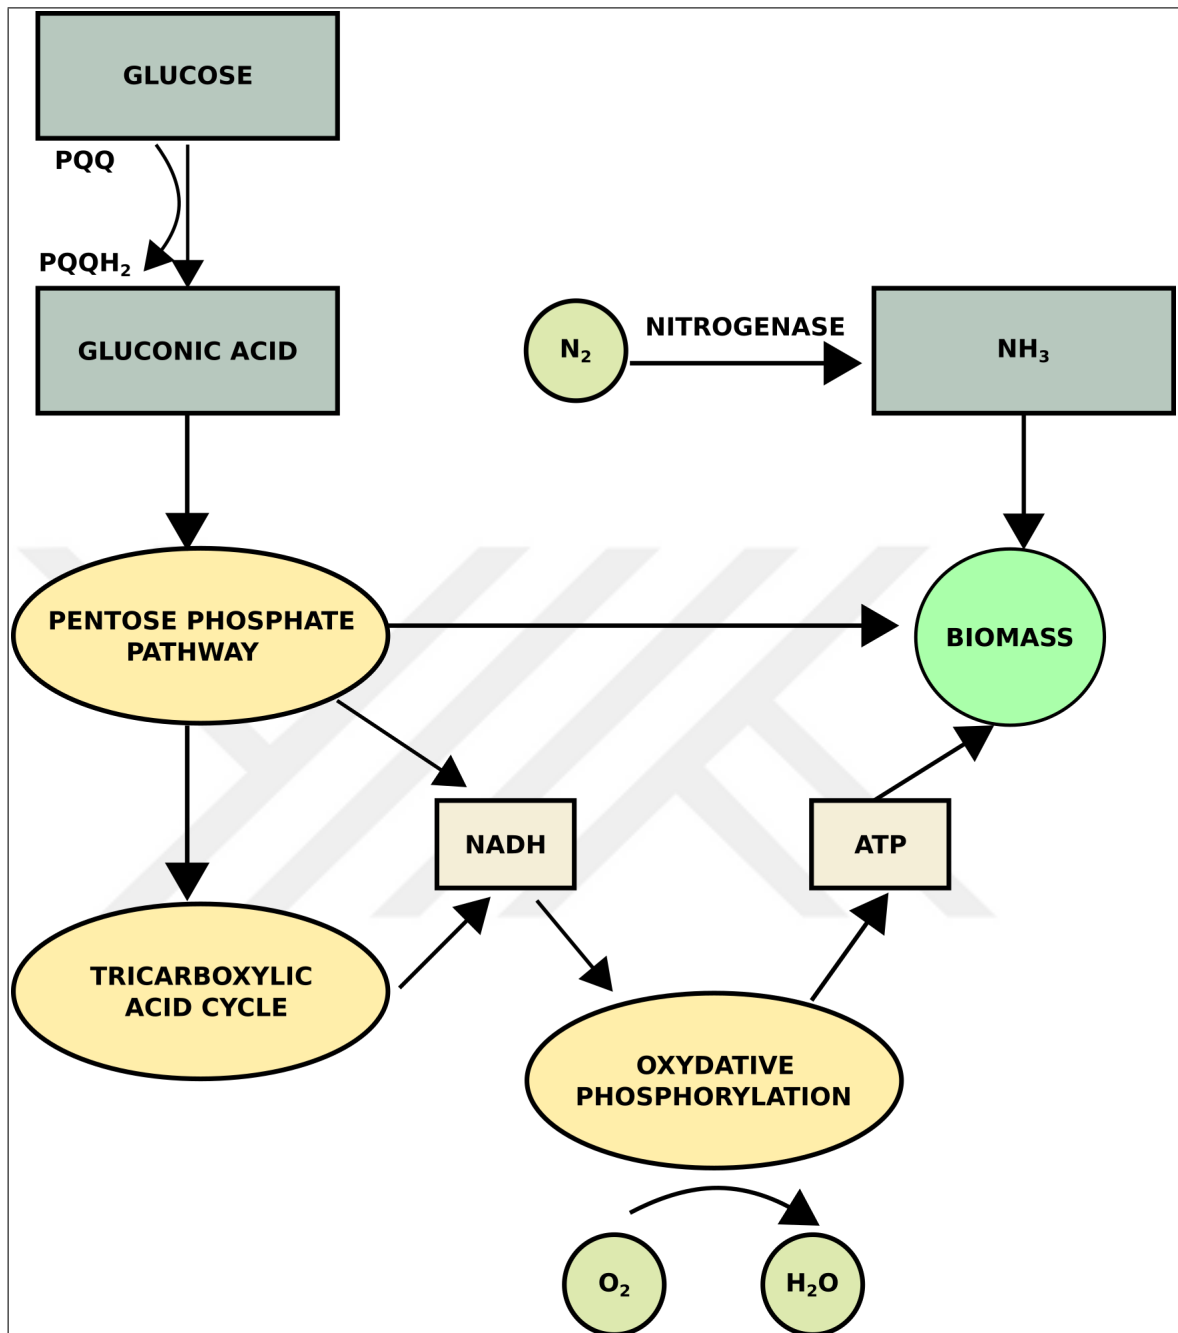 GLUCOSE
PQQ
PQQH₂
GLUCONIC ACID
N₂
NITROGENASE
NH₃
PENTOSE PHOSPHATE
PATHWAY
BIOMASS
NADH
ATP
TRICARBOXYLIC
ACID CYCLE
OXYDATIVE
PHOSPHORYLATION
O₂
H₂O